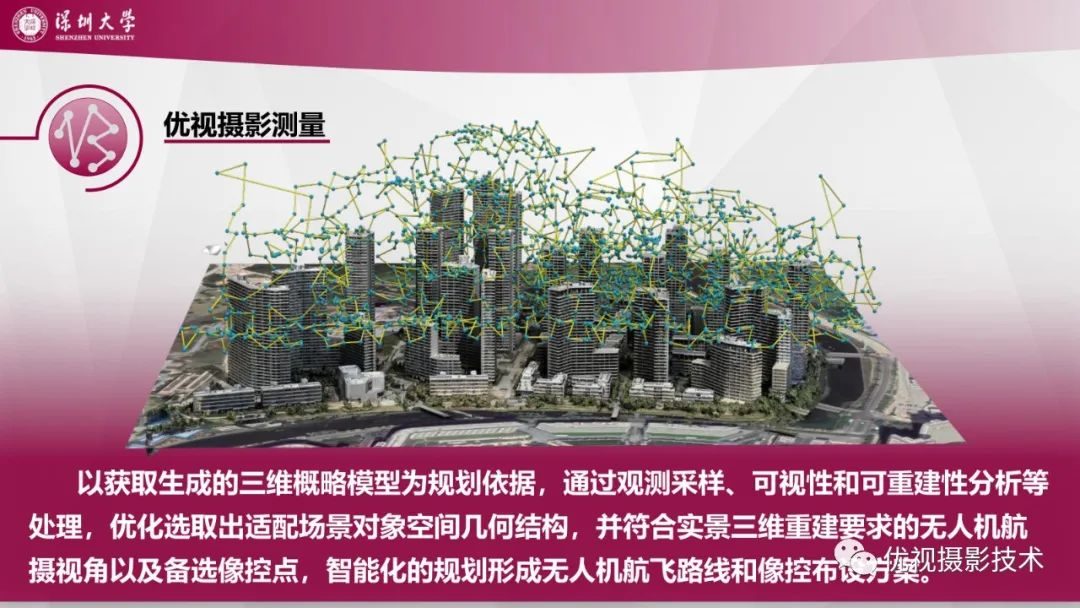 深圳大学
SHENZHEN UNIVERSITY
优视摄影测量
以获取生成的三维概略模型为规划依据，通过观测采样、可视性和可重建性分析等
处理，优化选取出适配场景对象空间几何结构，并符合实景三维重建要求的无人机航
摄视角以及备选像控点，智能化的规划形成无人机航飞路线和像控布设方案。
优视摄影技术